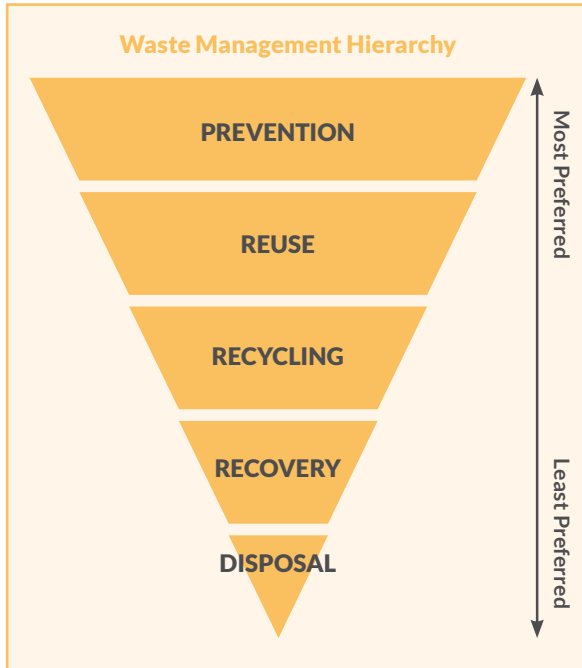 Waste Management Hierarchy
PREVENTION
REUSE
RECYCLING
RECOVERY
DISPOSAL
Most Preferred
Least Preferred